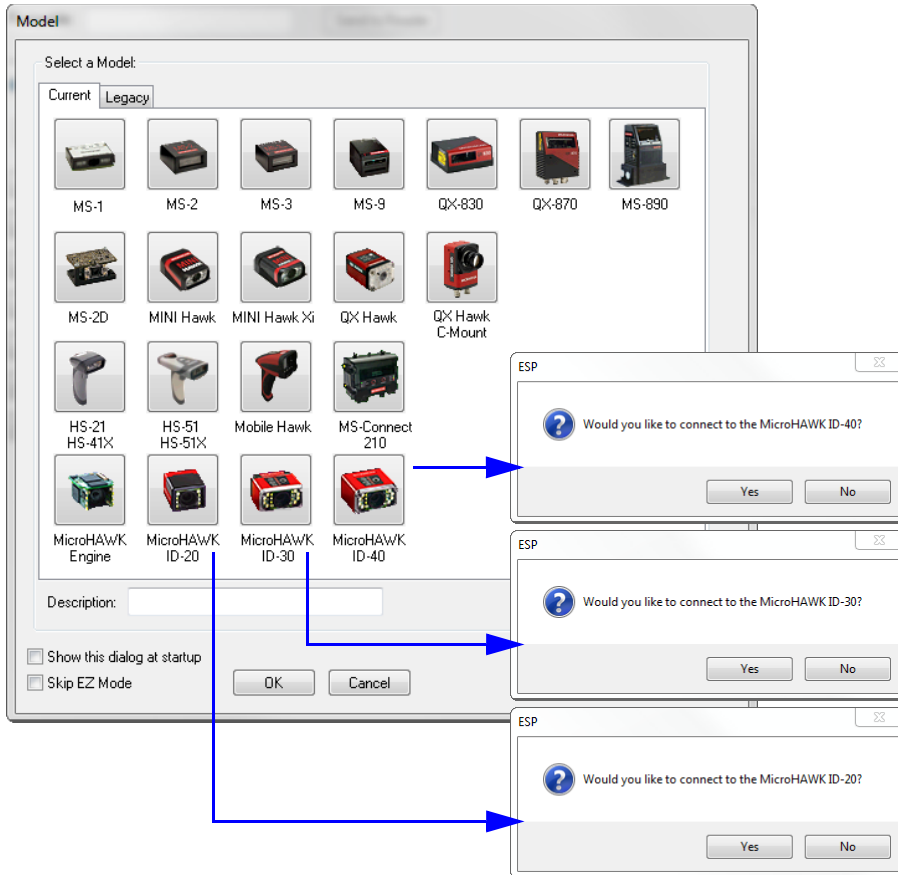 Model
Select a Model:
Current
Legacy
MS-1
MS-2
MS-3
MS-9
QX-830
QX-870
MS-890
MS-2D
MINI Hawk
MINI Hawk Xi
QX Hawk
QX Hawk
C-Mount
HS-21
HS-41X
HS-51
HS-51X
Mobile Hawk
MS-Connect
210
MicroHAWK
Engine
MicroHAWK
ID-20
MicroHAWK
ID-30
MicroHAWK
ID-40
Description:
Show this dialog at startup
Skip EZ Mode
OK
Cancel
ESP
Would you like to connect to the MicroHAWK ID-40?
Yes
No
ESP
Would you like to connect to the MicroHAWK ID-30?
Yes
No
ESP
Would you like to connect to the MicroHAWK ID-20?
Yes
No